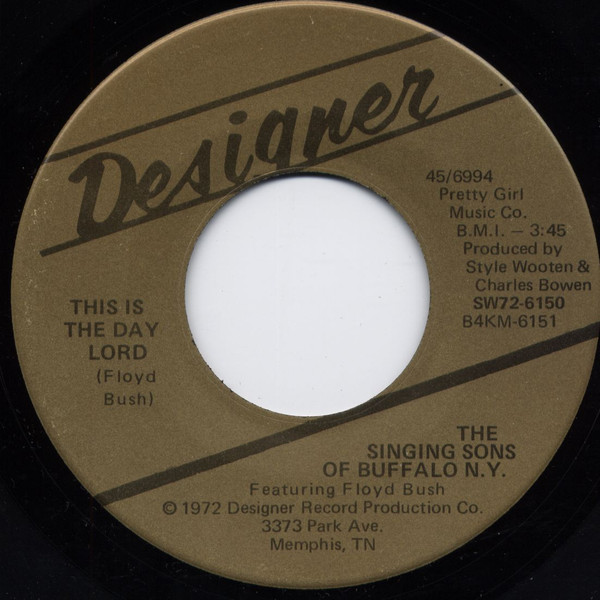 Designer
45/6994
Pretty Girl
Music Co.
B.M.I. — 3:45
Produced by
Style Wooten &
Charles Bowen
SW72-6150
B4KM-6151
THIS IS
THE DAY
LORD
(Floyd
Bush)
THE
SINGING SONS
OF BUFFALO N.Y.
Featuring Floyd Bush
© 1972 Designer Record Production Co.
3373 Park Ave.
Memphis, TN